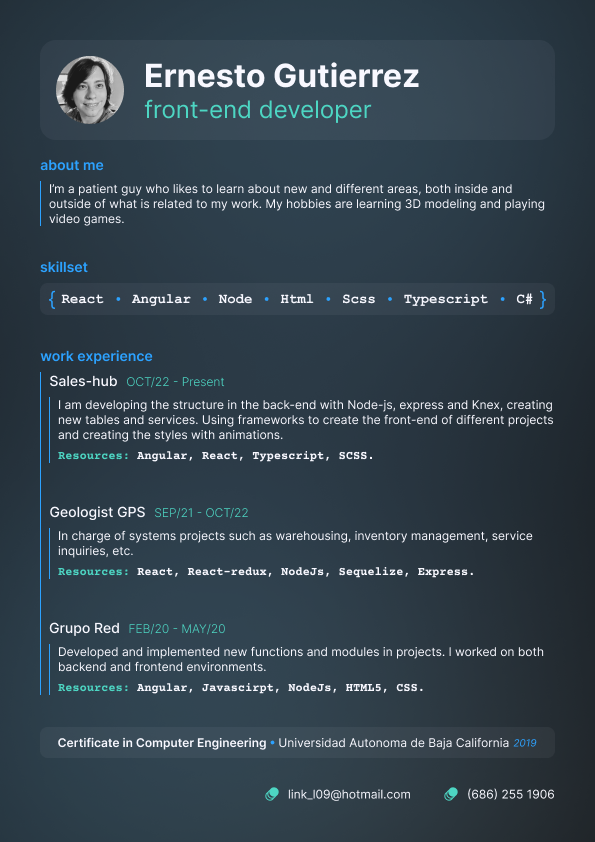 Ernesto Gutierrez
front-end developer
about me
I'm a patient guy who likes to learn about new and different areas, both inside and
outside of what is related to my work. My hobbies are learning 3D modeling and playing
video games.
skillset
{ React • Angular • Node • Html • Scss • Typescript • C# }
work experience
Sales-hub OCT/22 - Present
I am developing the structure in the back-end with Node-js, express and Knex, creating
new tables and services. Using frameworks to create the front-end of different projects
and creating the styles with animations.
Resources: Angular, React, Typescript, SCSS.
Geologist GPS SEP/21 - OCT/22
In charge of systems projects such as warehousing, inventory management, service
inquiries, etc.
Resources: React, React-redux, NodeJs, Sequelize, Express.
Grupo Red FEB/20 - MAY/20
Developed and implemented new functions and modules in projects. I worked on both
backend and frontend environments.
Resources: Angular, Javascirpt, NodeJs, HTML5, CSS.
Certificate in Computer Engineering • Universidad Autonoma de Baja California 2019
link_l09@hotmail.com (686) 255 1906